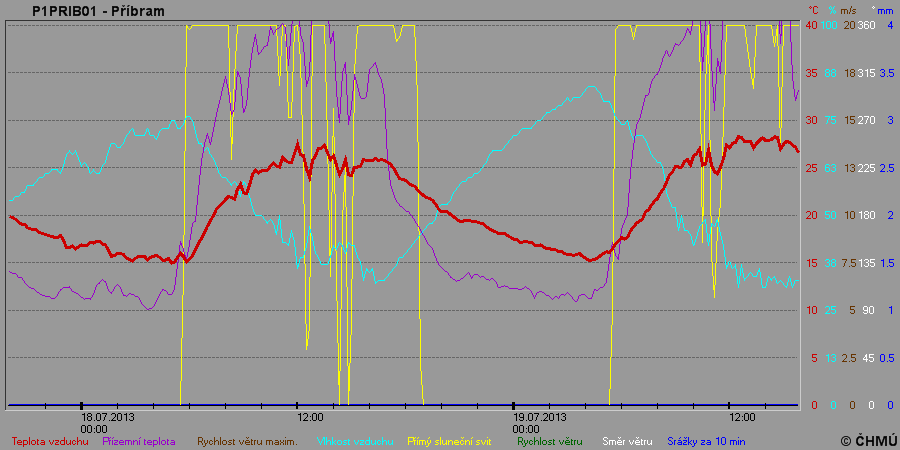 P1PRIB01 - Příbram
°C % m/s ° mm
40 100 20 360 4
35 88 18 315 3.5
30 75 15 270 3
25 63 13 225 2.5
20 50 10 180 2
15 38 7.5 135 1.5
10 25 5 90 1
5 13 2.5 45 0.5
0 0 0 0 0
18.07.2013 12:00 19.07.2013 12:00
00:00 00:00
Teplota vzduchu Přízemní teplota Rychlost větru maxim. Vlhkost vzduchu Přímý sluneční svit Rychlost větru Směr větru Srážky za 10 min © ČHMÚ